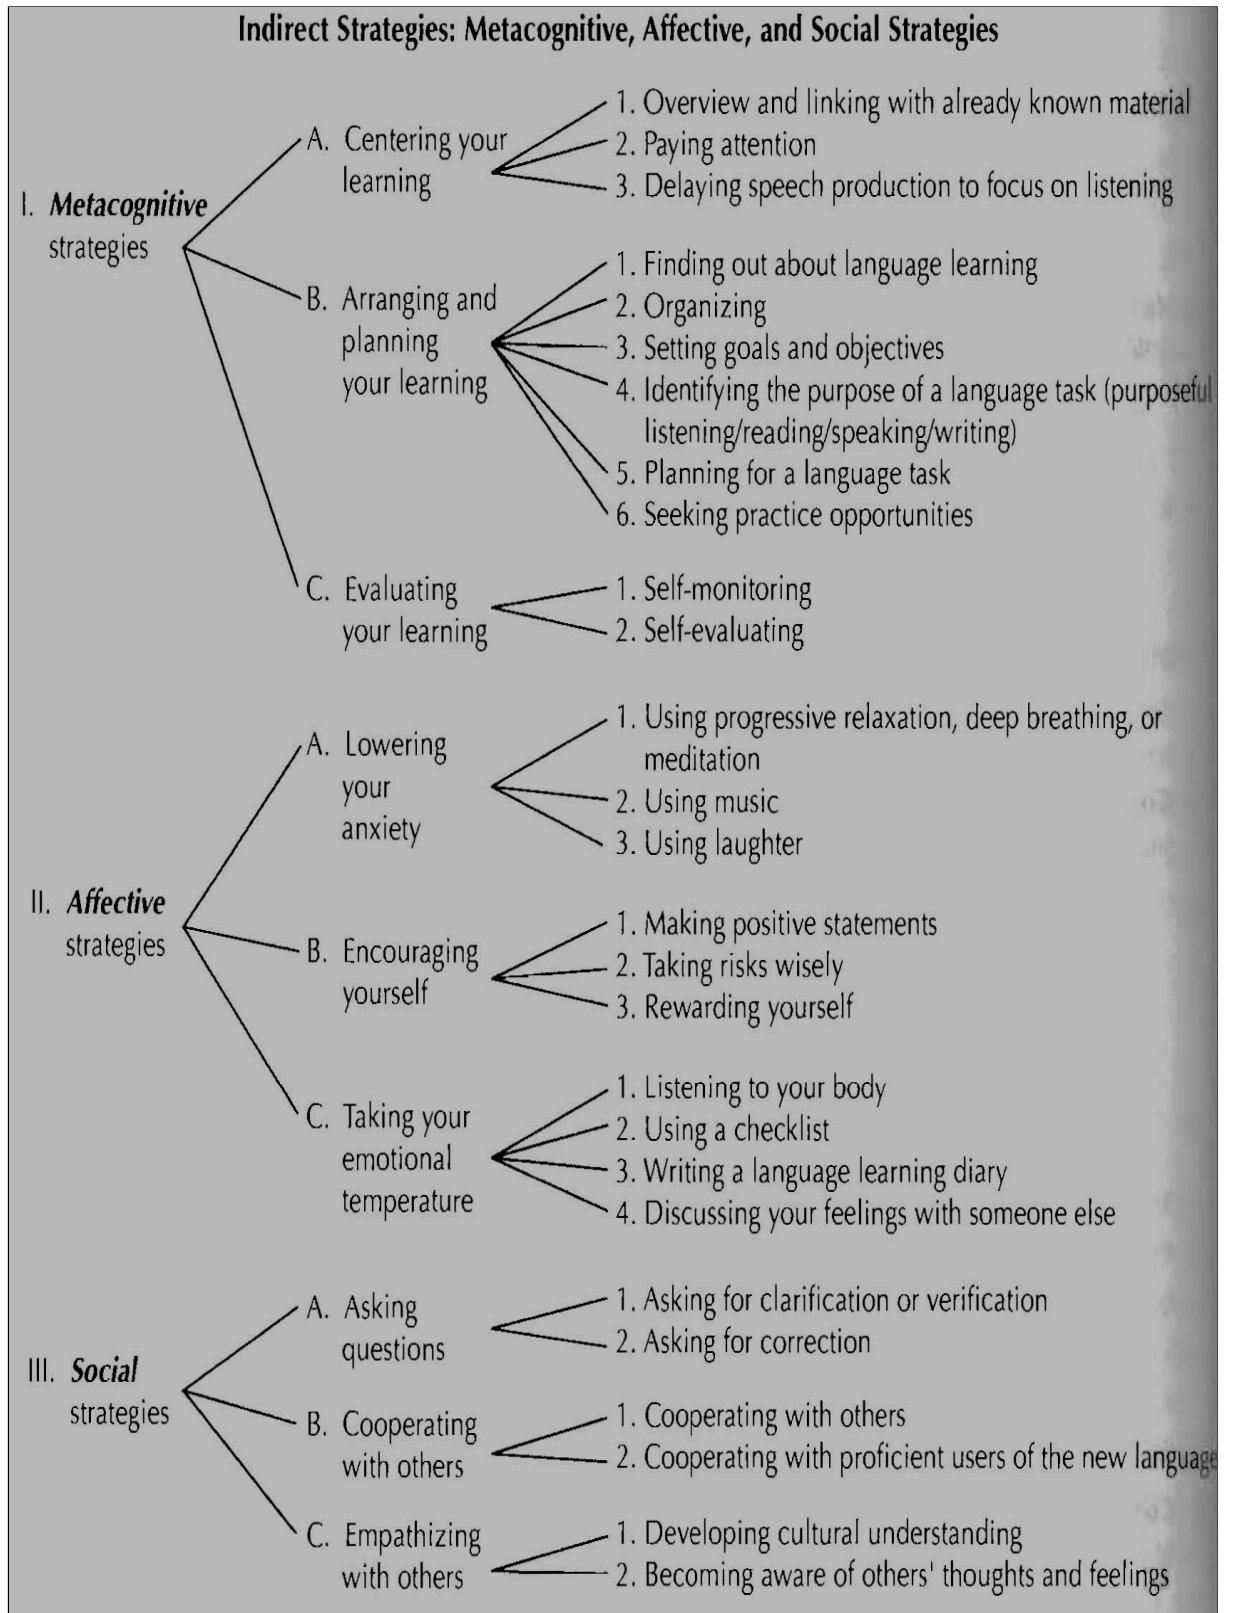 Indirect Strategies: Metacognitive, Affective, and Social Strategies
I. Metacognitive
strategies
A. Centering your
learning
1. Overview and linking with already known material
2. Paying attention
3. Delaying speech production to focus on listening
B. Arranging and
planning
your learning
1. Finding out about language learning
2. Organizing
3. Setting goals and objectives
4. Identifying the purpose of a language task (purposeful
listening/reading/speaking/writing)
5. Planning for a language task
6. Seeking practice opportunities
C. Evaluating
your learning
1. Self-monitoring
2. Self-evaluating
II. Affective
strategies
A. Lowering
your
anxiety
1. Using progressive relaxation, deep breathing, or
meditation
2. Using music
3. Using laughter
B. Encouraging
yourself
1. Making positive statements
2. Taking risks wisely
3. Rewarding yourself
C. Taking your
emotional
temperature
1. Listening to your body
2. Using a checklist
3. Writing a language learning diary
4. Discussing your feelings with someone else
III. Social
strategies
A. Asking
questions
1. Asking for clarification or verification
2. Asking for correction
B. Cooperating
with others
1. Cooperating with others
2. Cooperating with proficient users of the new language
C. Empathizing
with others
1. Developing cultural understanding
2. Becoming aware of others' thoughts and feelings